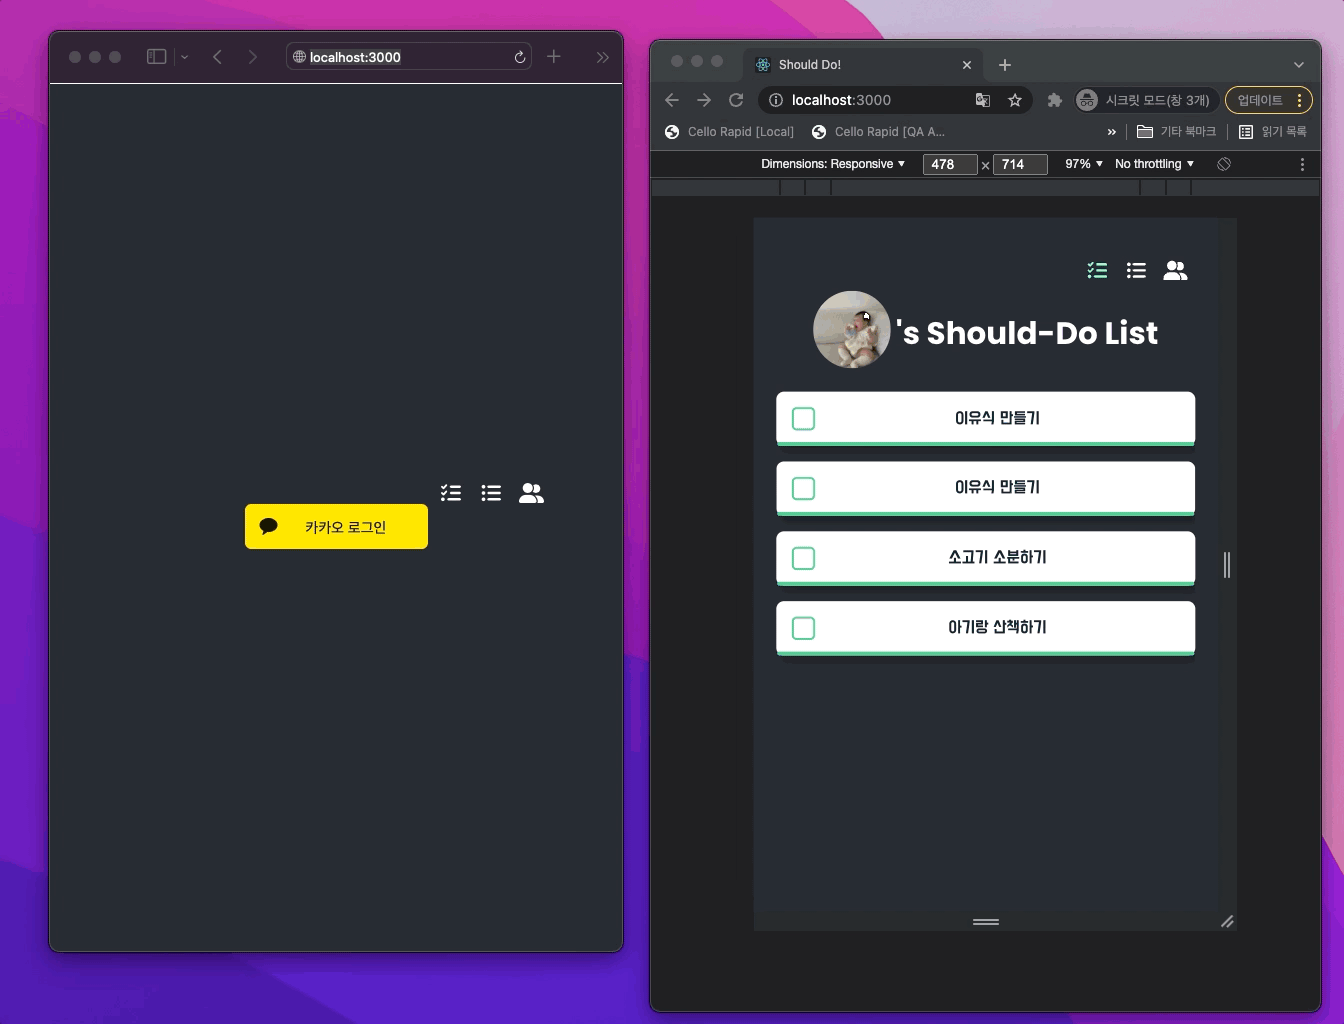 localhost:3000
카카오 로그인
Should Do!
localhost:3000
시크릿 모드(창 3개)
업데이트
Cello Rapid [Local]
Cello Rapid [QA A...
»
기타 북마크
읽기 목록
Dimensions: Responsive ▼
478 × 714
97% ▼
No throttling ▼
's Should-Do List
이유식 만들기
이유식 만들기
소고기 소분하기
아기랑 산책하기